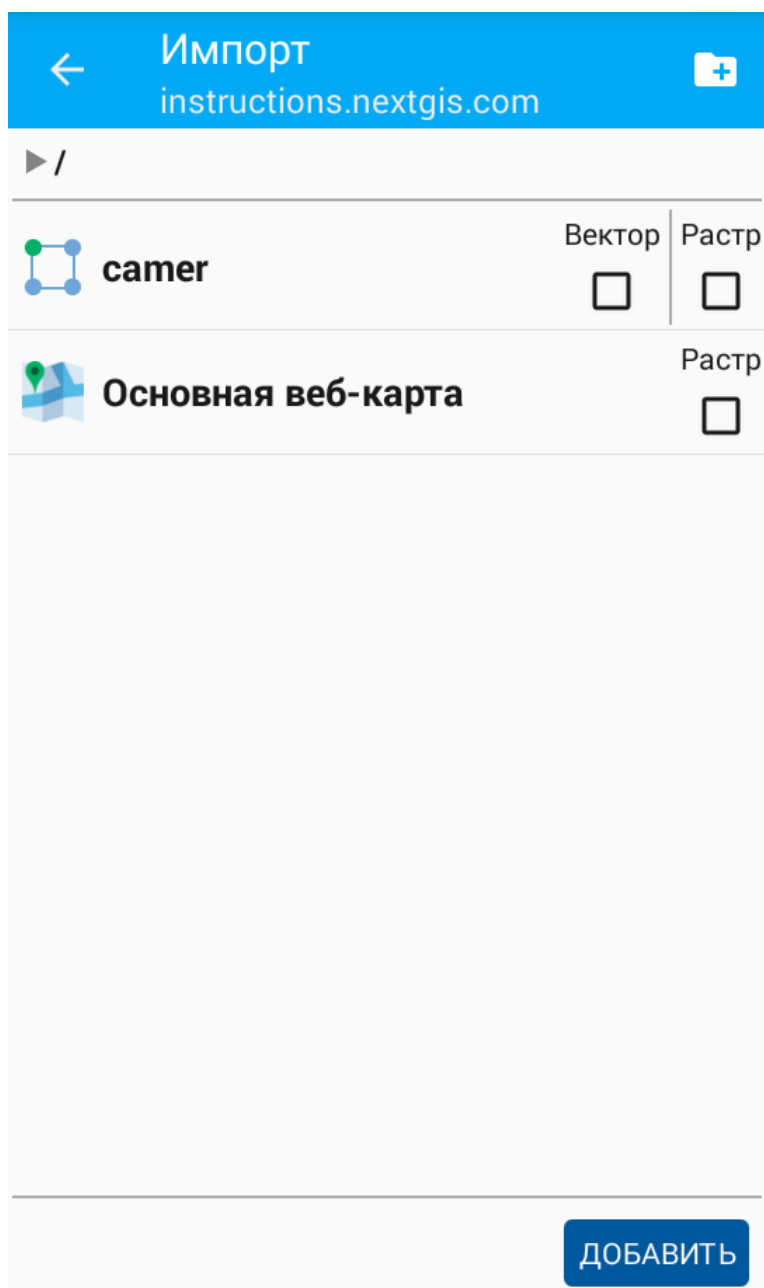 Импорт
instructions.nextgis.com
/
camer
Вектор
Растр
Основная веб-карта
Растр
ДОБАВИТЬ